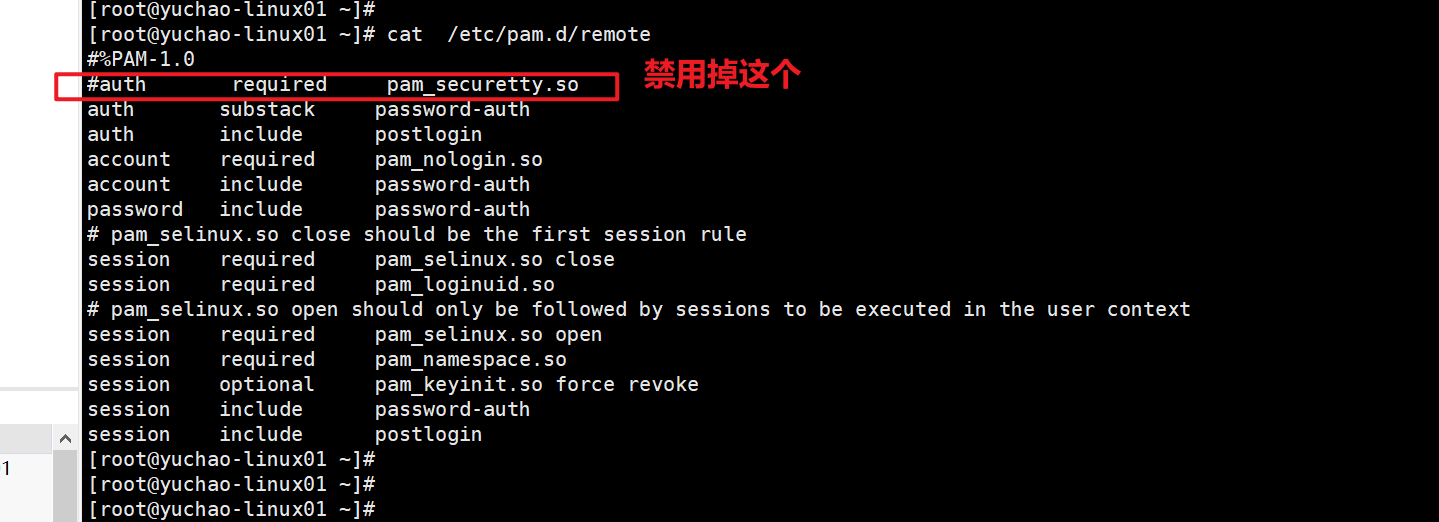 [root@yuchao-linux01 ~]#
[root@yuchao-linux01 ~]# cat  /etc/pam.d/remote
#%PAM-1.0
#auth       required     pam_securetty.so
禁用掉这个
auth       substack     password-auth
auth       include      postlogin
account    required     pam_nologin.so
account    include      password-auth
password   include      password-auth
# pam_selinux.so close should be the first session rule
session    required     pam_selinux.so close
session    required     pam_loginuid.so
# pam_selinux.so open should only be followed by sessions to be executed in the user context
session    required     pam_selinux.so open
session    required     pam_namespace.so
session    optional     pam_keyinit.so force revoke
session    include      password-auth
session    include      postlogin
[root@yuchao-linux01 ~]#
1
[root@yuchao-linux01 ~]#
[root@yuchao-linux01 ~]#